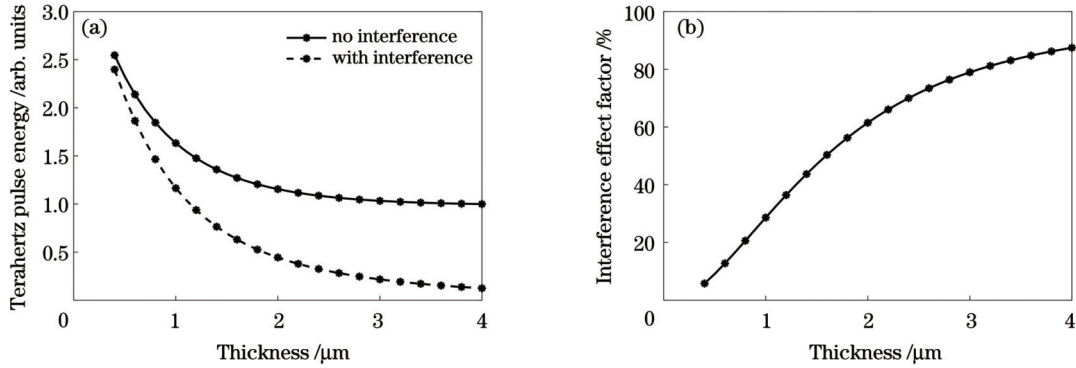 (a)
no interference
with interference
Terahertz pulse energy /arb. units
3.0
2.5
2.0
1.5
1.0
0.5
0
1
2
3
4
Thickness /μm
(b)
Interference effect factor /%
100
80
60
40
20
0
1
2
3
4
Thickness /μm